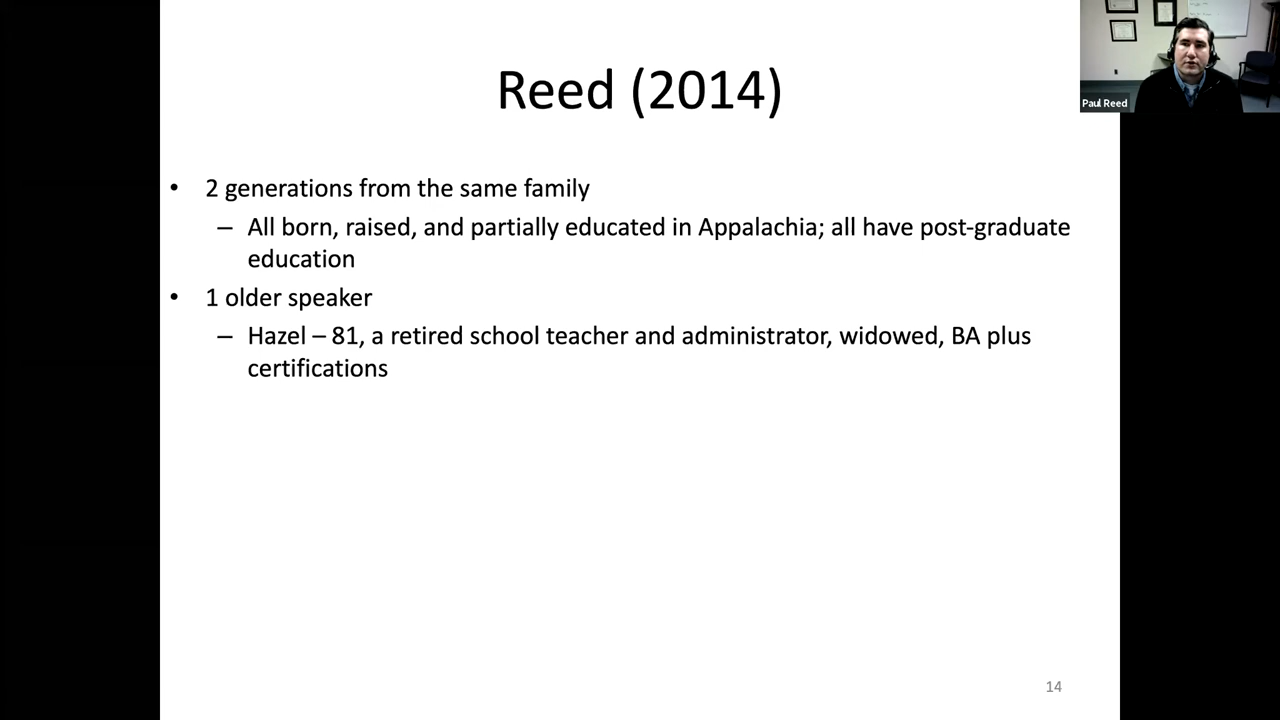 Reed (2014)
Paul Reed
• 2 generations from the same family
– All born, raised, and partially educated in Appalachia; all have post-graduate
education
• 1 older speaker
– Hazel – 81, a retired school teacher and administrator, widowed, BA plus
certifications
14